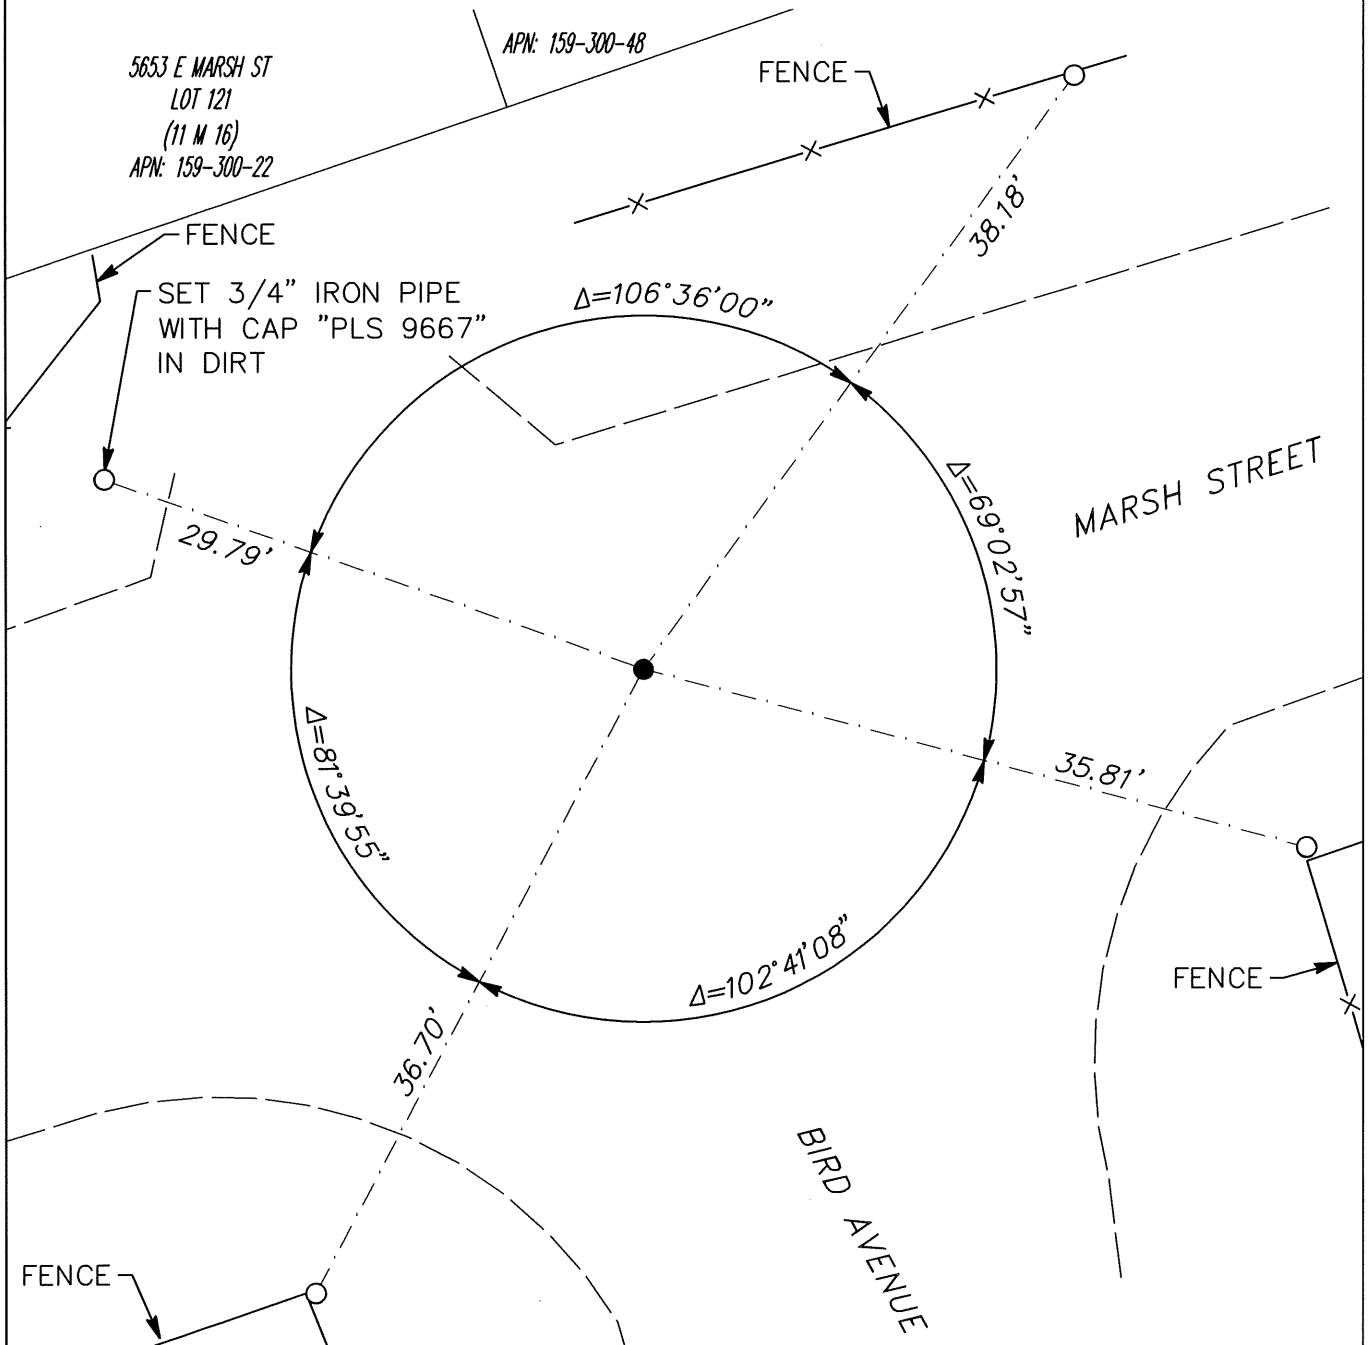 5653 E MARSH ST
LOT 121
(11 M 16)
APN: 159-300-22
APN: 159-300-48
FENCE
FENCE
SET 3/4" IRON PIPE
WITH CAP "PLS 9667"
IN DIRT
38.18'
Δ=106°36'00"
29.79'
Δ=69°02'57"
MARSH STREET
35.81'
Δ=81°39'55"
Δ=102°41'08"
FENCE
36.70'
BIRD AVENUE
FENCE